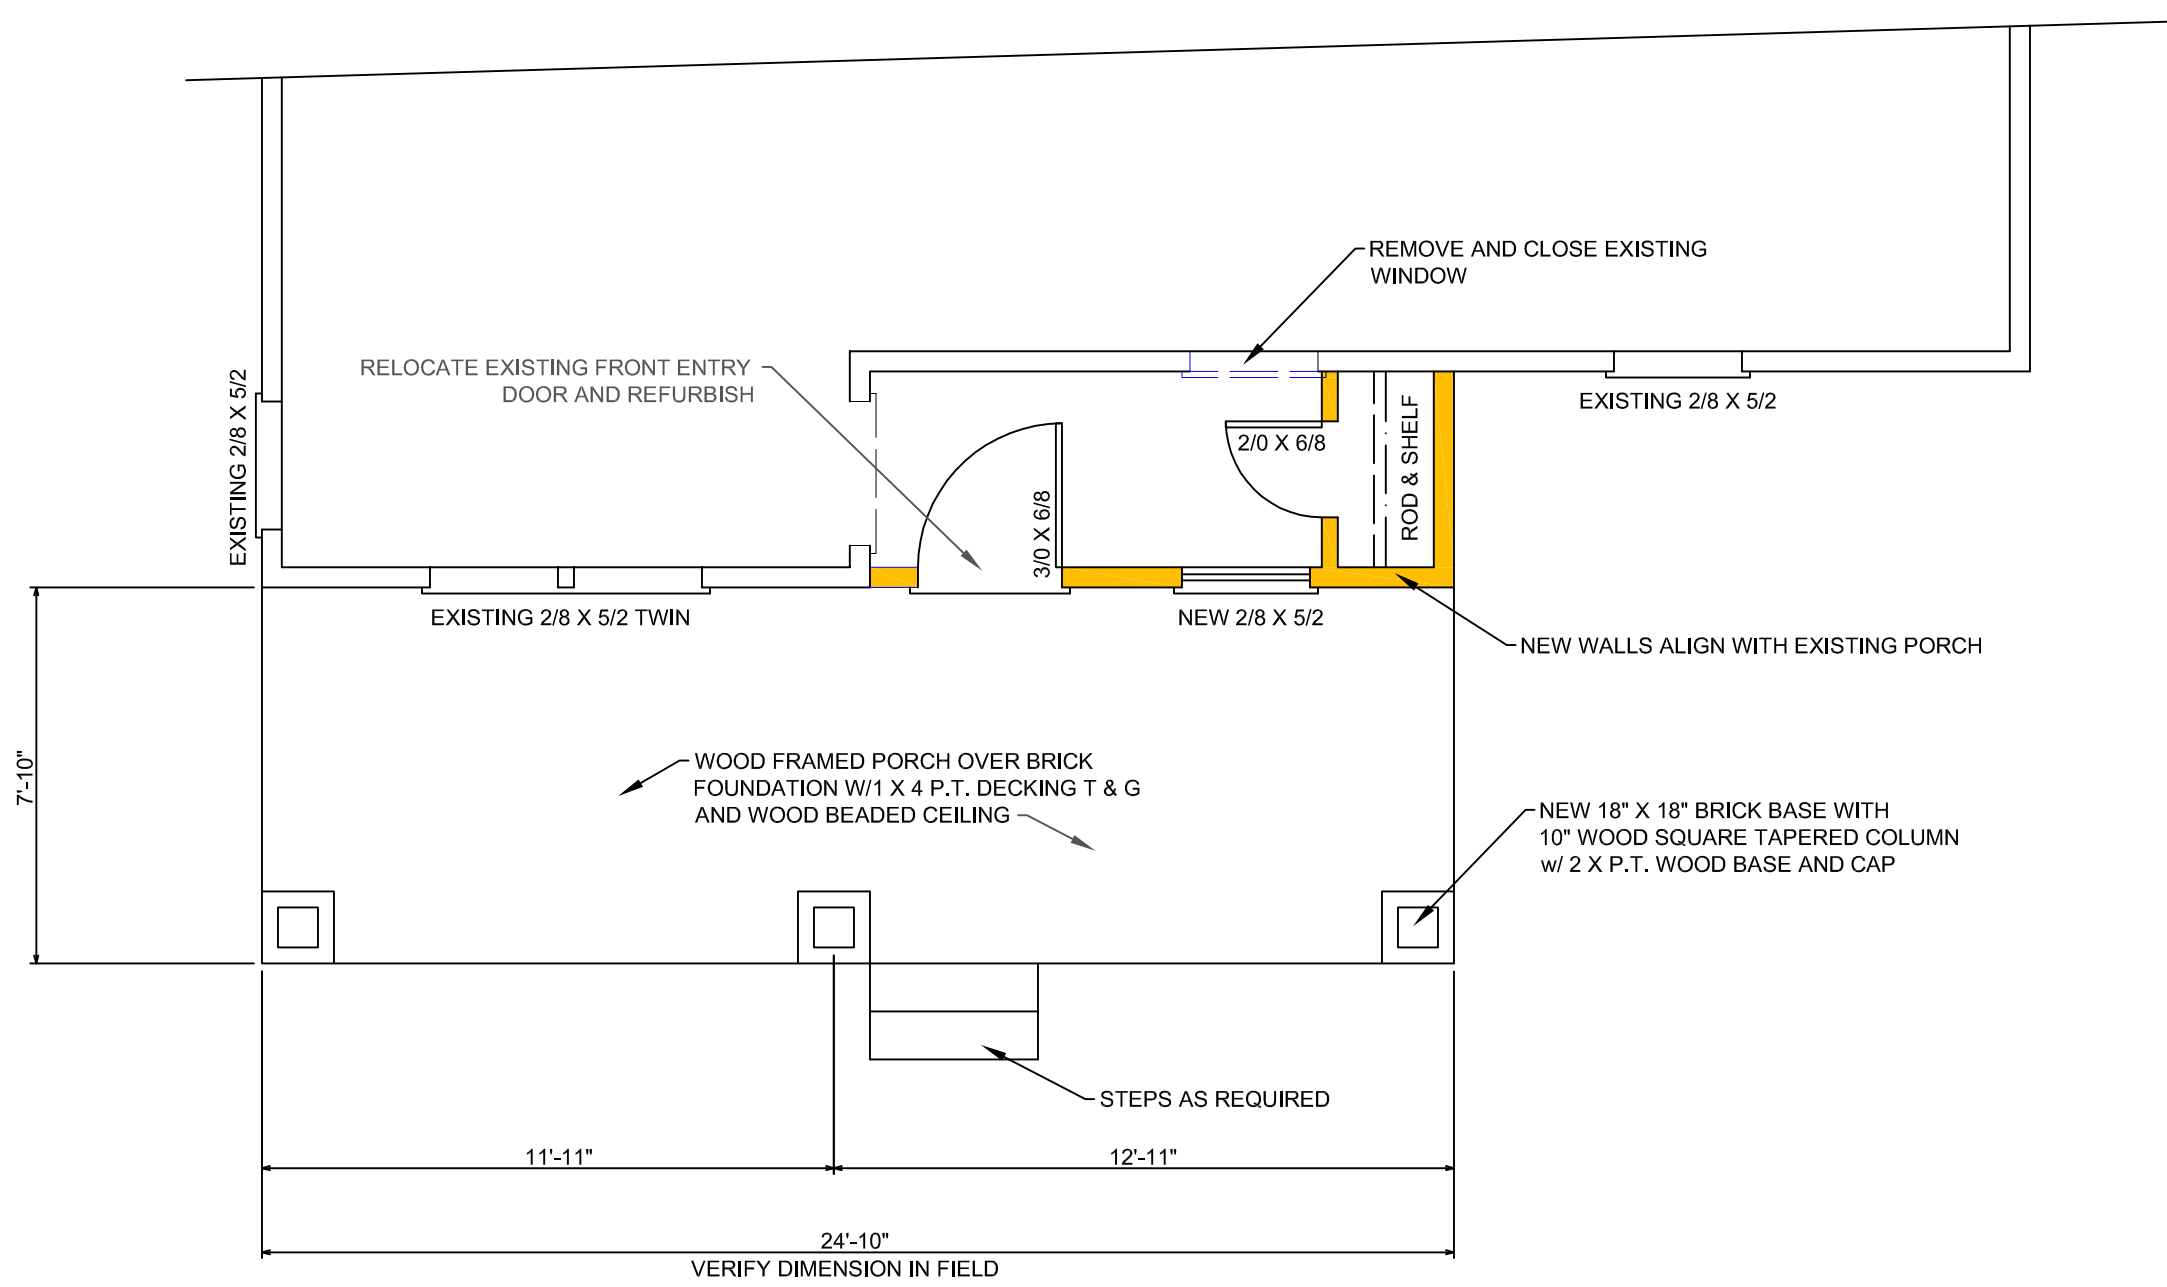 REMOVE AND CLOSE EXISTING
WINDOW
RELOCATE EXISTING FRONT ENTRY
DOOR AND REFURBISH
EXISTING 2/8 X 5/2
EXISTING 2/8 X 5/2
2/0 X 6/8
ROD & SHELF
3/0 X 6/8
EXISTING 2/8 X 5/2 TWIN
NEW 2/8 X 5/2
NEW WALLS ALIGN WITH EXISTING PORCH
7'-10"
WOOD FRAMED PORCH OVER BRICK
FOUNDATION W/1 X 4 P.T. DECKING T & G
AND WOOD BEADED CEILING
NEW 18" X 18" BRICK BASE WITH
10" WOOD SQUARE TAPERED COLUMN
w/ 2 X P.T. WOOD BASE AND CAP
STEPS AS REQUIRED
11'-11"
12'-11"
24'-10"
VERIFY DIMENSION IN FIELD